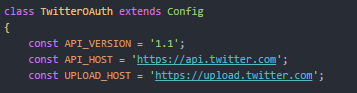 class TwitterOAuth extends Config
{
    const API_VERSION = '1.1';
    const API_HOST = 'https://api.twitter.com';
    const UPLOAD_HOST = 'https://upload.twitter.com';